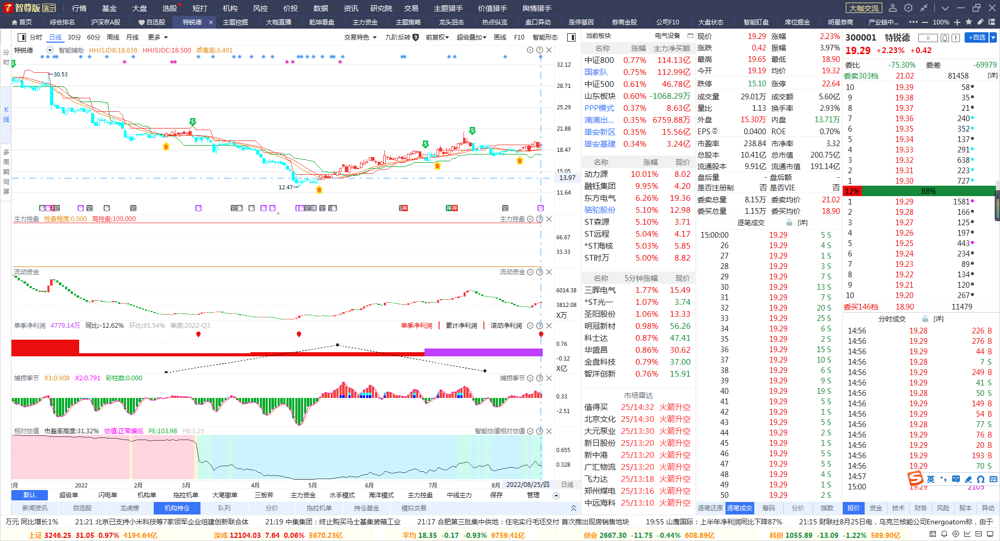 智尊版 演示 行情 基金 大盘 选股 短打 机构 风控 价投 数据 资讯 研究院 交易 主题猎手 价值猎手 舆情猎手 大咖交流
首页 综合排名 沪深京A股 自选股 特锐德 主题挖掘 大咖直播 乾坤看盘 主力资金 主题策略 龙头狙击 热点纵览 盘口异动 涨停基因 券商金股 公司F10 大盘状态 智能盯盘 席位掘金 明星券商 产业链中... 100%
分时 日线 30分 60分 周线 月线 更多 交易特色 九阶反转 9 前复权 超级叠加 画线 F10 智能形态
分时
K线
多周期同屏
特锐德 智能辅助 HHJSJDB:18.639 HHJSJDC:18.500 乖离率:3.491
32.12
28.71
25.29
21.88
18.47
15.05
13.97
11.64
30.53
12.47
主力控盘 控盘程度:0.000 高控盘:100.000 主力控盘
66.67
33.33
流动资金 流动资金
6014.38
3812.08
X万
单季净利润 4779.14万 同比:-12.62% 环比:91.54% 季度:2022-Q3 单季净利润 累计净利润 滚动净利润
0.76
-0.12
X亿
捕捞季节 X1:0.908 X2:0.791 彩柱数:0.000 捕捞季节
0.33
-2.51
相对估值 市盈率高度:31.32% 估值:正常偏低 PE:103.98 PB:3.25 智能估值相对估值
0.655
0.328
2022 2月 3月 4月 5月 6月 7月 8月 2022/08/25/四 日线
默认 超级单 闪电单 机构单 拖拉机单 大笔撤单 三板斧 主力资金 水手模式 海洋模式 主力控盘 中线主力 保存 管理
新闻资讯 自选股 龙虎榜 机构持仓 队列 分价 拖拉机单 持仓基金 模拟交易
当前板块 电气设备
名称 涨幅 主力净买额
中证800 0.77% 114.13亿
国家队 0.75% 112.99亿
中证500 0.61% 46.78亿
山东板块 0.60% -1068.29万
PPP模式 0.37% 8.63亿
滴滴出... 0.35% 6759.88万
雄安新区 0.35% 15.56亿
雄安基建 0.34% 3.24亿
名称 涨幅 现价
动力源 10.01% 8.02
融钰集团 9.95% 4.20
东方电气 6.26% 19.36
骆驼股份 5.10% 12.98
ST森源 5.10% 3.71
ST远程 5.04% 4.17
*ST海核 5.03% 5.85
ST时万 5.00% 8.82
名称 5分钟涨幅 现价
三晖电气 1.77% 15.49
*ST光一 1.07% 3.74
圣阳股份 1.06% 13.33
明冠新材 0.98% 56.26
科士达 0.87% 47.41
华盛昌 0.86% 30.62
金盘科技 0.79% 37.00
智洋创新 0.76% 15.91
市场雷达
值得买 25/14:32 火箭升空
北京文化 25/14:30 火箭升空
大元泵业 25/13:30 火箭升空
新日股份 25/13:20 火箭升空
新中港 25/13:20 火箭升空
广汇物流 25/13:20 火箭升空
飞力达 25/13:18 火箭升空
郑州煤电 25/13:16 火箭升空
中远海科 25/13:10 火箭升空
现价 19.29 涨幅 2.23%
涨跌 0.42 振幅 3.97%
最高 19.65 最低 18.90
今开 19.19 均价 19.32
跌停 15.10 涨停 22.64
成交量 29.01万 成交额 5.60亿
量比 1.13 换手率 2.93%
外盘 15.30万 内盘 13.71万
EPS② 0.0400 ROE 0.70%
市盈率 238.84 市净率 3.32
总股本 10.41亿 总市值 200.75亿
流通股本 9.91亿 流通市值 191.14亿
盘后量 - 盘后额 -
是否注册制 否 是否VIE 否
委卖总量 8.15万 委卖均价 21.02
委买总量 1.15万 委买均价 18.90
逐笔成交 [详]
15:00:00 19.29 5 S
26 19.29 4 S
27 19.29 1 S
28 19.29 3 S
29 19.29 7 S
30 19.29 13 S
31 19.29 7 S
32 19.29 20 S
33 19.29 25 S
34 19.29 6 S
35 19.29 2 S
36 19.29 15 S
37 19.29 10 S
38 19.29 6 S
39 19.29 9 S
40 19.29 19 S
41 19.29 5 S
42 19.29 1 S
43 19.29 5 S
44 19.29 2 S
45 19.29 1 S
46 19.29 5 S
47 19.29 5 S
48 19.29 4 S
49 19.29 1 S
50 19.29 2 S
逐笔还原 逐笔成交 筹码 分价 指数
300001 特锐德 R +自选
19.29 +2.23% +0.42
委比 -75.30% 委差 -69979
委卖303档 21.02 81458 [详]
10 19.39 58
9 19.38 35
8 19.37 21
7 19.36 240
6 19.35 352
5 19.34 137
4 19.33 291
3 19.32 638
2 19.31 223
1 19.30 727
12% 88%
1 19.29 1581
2 19.28 166
3 19.27 125
4 19.26 197
5 19.25 443
6 19.24 234
7 19.23 89
8 19.22 134
9 19.21 120
10 19.20 267
委买146档 18.90 11479
分时成交 [详]
14:56 19.28 226 B
14:56 19.29 276 B
14:56 19.29 44 B
14:56 19.28 7 S
14:56 19.29 249 B
14:56 19.29 41 S
14:56 19.28 50 S
14:56 19.29 149 B
14:56 19.29 54 B
14:56 19.28 77 S
14:56 19.29 76 B
14:56 19.29 20 B
14:56 19.29 193 B
14:56 19.29 70 S
14:57
15:00 19.29 2105
英
报价 资金 技术 财务 风险 股本 异动
万元 同比增长1% 21:21 北京已支持小米科技等7家领军企业组建创新联合体 21:19 中集集团：终止购买马士基集装箱工业 21:17 合肥第三批集中供地：住宅实行毛坯交付 首次推出现房销售地块 19:55 山鹰国际：上半年净利润同比下降87% 21:15 财联社8月25日电，乌克兰核能公司Energoatom称，由于
上证 3246.25 31.05 0.97% 4194.64亿 深成 12104.03 7.64 0.06% 5670.23亿 平均 18.35 -0.17 -0.93% 9759.41亿 创业 2667.30 -11.75 -0.44% 608.89亿 科创 1055.89 -13.09 -1.22% 569.90亿